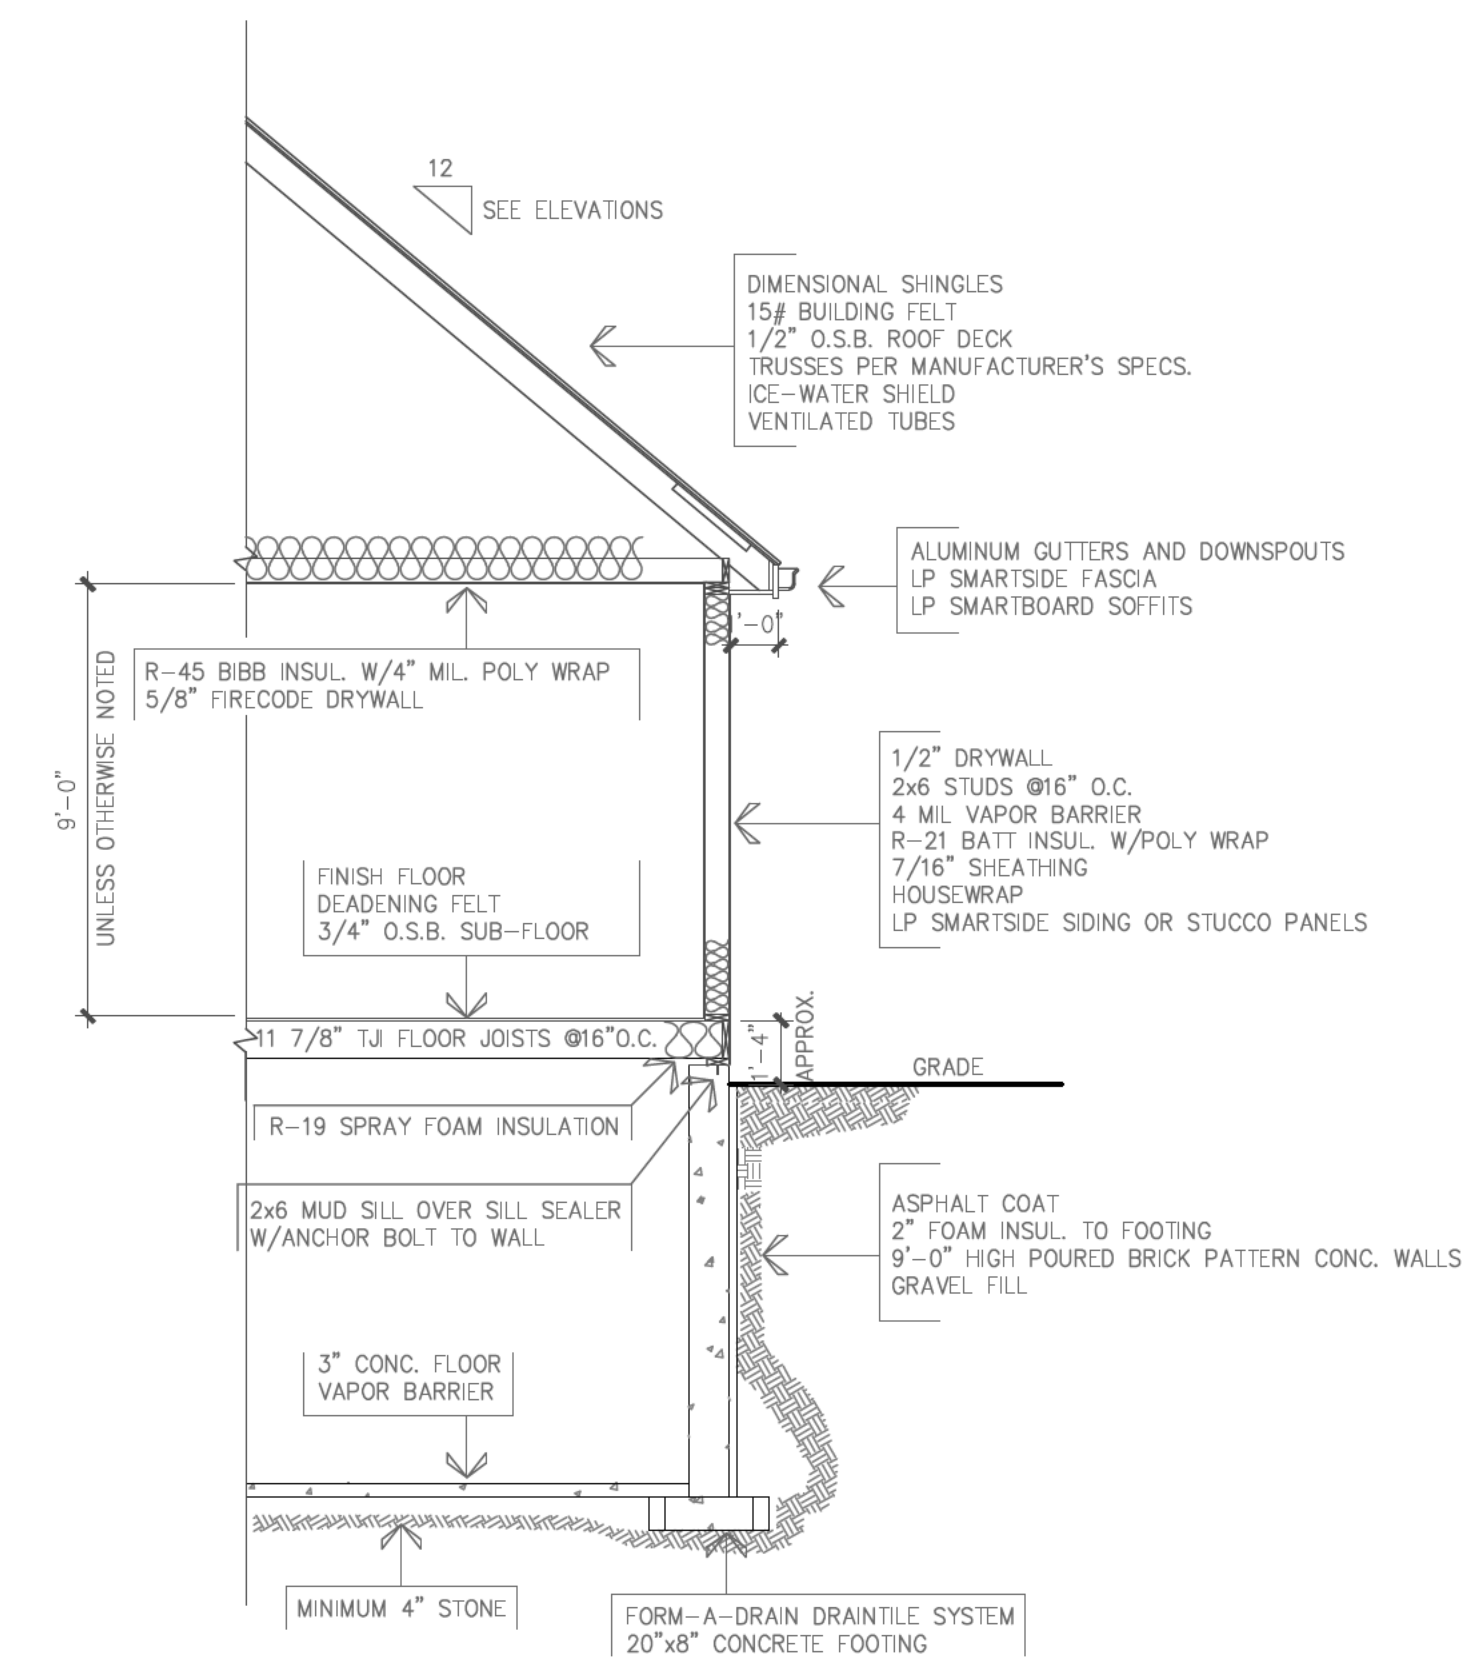 12
SEE ELEVATIONS
DIMENSIONAL SHINGLES
15# BUILDING FELT
1/2" O.S.B. ROOF DECK
TRUSSES PER MANUFACTURER'S SPECS.
ICE-WATER SHIELD
VENTILATED TUBES
ALUMINUM GUTTERS AND DOWNSPOUTS
LP SMARTSIDE FASCIA
LP SMARTBOARD SOFFITS
1'-0"
R-45 BIBB INSUL. W/4" MIL. POLY WRAP
5/8" FIRECODE DRYWALL
9'-0"
UNLESS OTHERWISE NOTED
1/2" DRYWALL
2x6 STUDS @16" O.C.
4 MIL VAPOR BARRIER
R-21 BATT INSUL. W/POLY WRAP
7/16" SHEATHING
HOUSEWRAP
LP SMARTSIDE SIDING OR STUCCO PANELS
FINISH FLOOR
DEADENING FELT
3/4" O.S.B. SUB-FLOOR
11 7/8" TJI FLOOR JOISTS @16"O.C.
1'-4"
APPROX.
GRADE
R-19 SPRAY FOAM INSULATION
2x6 MUD SILL OVER SILL SEALER
W/ANCHOR BOLT TO WALL
ASPHALT COAT
2" FOAM INSUL. TO FOOTING
9'-0" HIGH POURED BRICK PATTERN CONC. WALLS
GRAVEL FILL
3" CONC. FLOOR
VAPOR BARRIER
MINIMUM 4" STONE
FORM-A-DRAIN DRAINTILE SYSTEM
20"x8" CONCRETE FOOTING